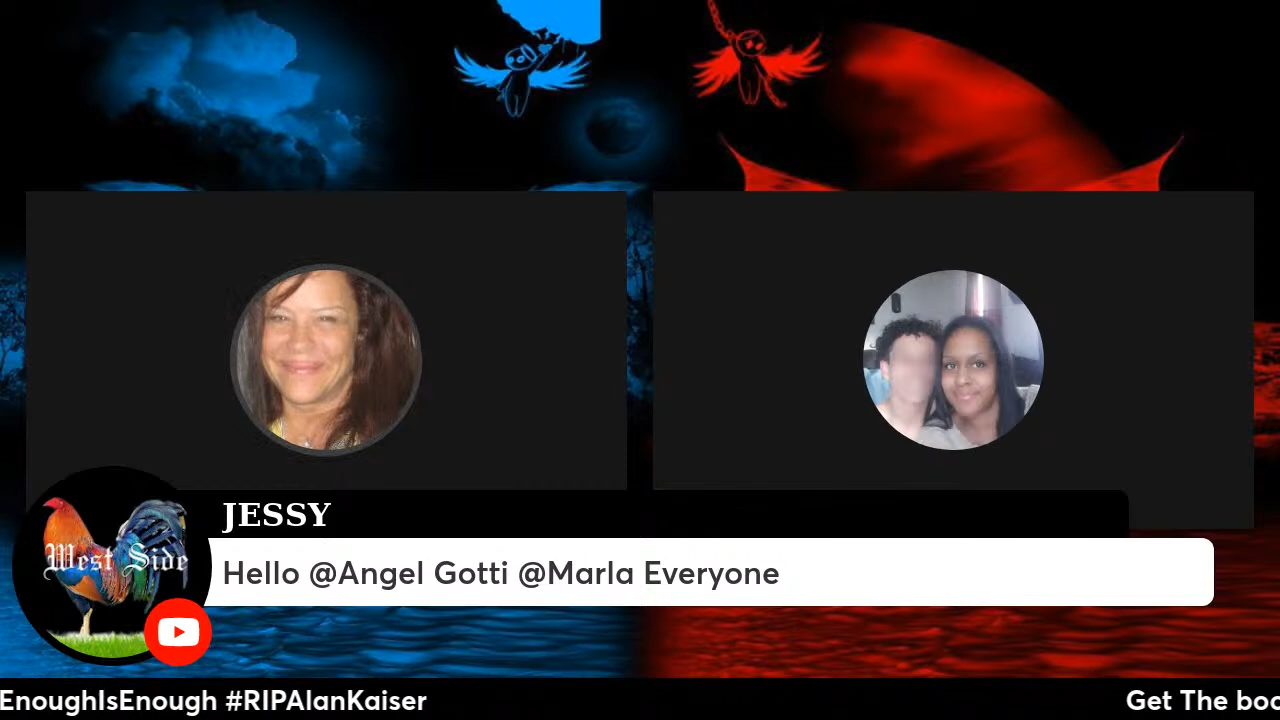 JESSY
West Side
Hello @Angel Gotti @Marla Everyone
EnoughIsEnough #RIPAlanKaiser
Get The boo